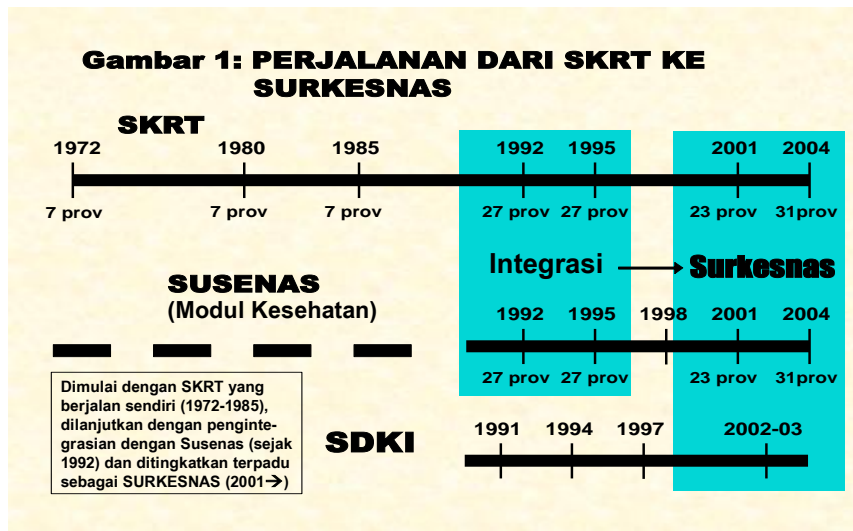 Gambar 1: PERJALANAN DARI SKRT KE
SURKESNAS
SKRT
1972 1980 1985 1992 1995 2001 2004
7 prov 7 prov 7 prov 27 prov 27 prov 23 prov 31prov
Integrasi Surkesnas
SUSENAS
(Modul Kesehatan)
1992 1995 1998 2001 2004
27 prov 27 prov 23 prov 31prov
Dimulai dengan SKRT yang
berjalan sendiri (1972-1985),
dilanjutkan dengan penginte-
grasian dengan Susenas (sejak
1992) dan ditingkatkan terpadu
sebagai SURKESNAS (2001→)
SDKI
1991 1994 1997 2002-03